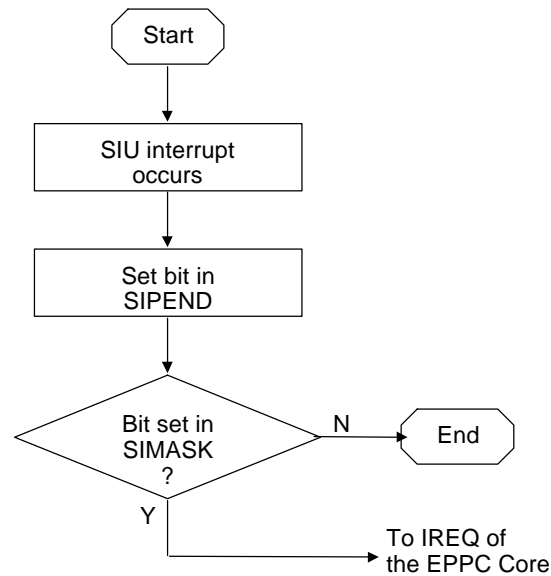 Start
SIU interrupt
occurs
Set bit in
SIPEND
Bit set in
SIMASK
?
N
End
Y
To IREQ of
the EPPC Core